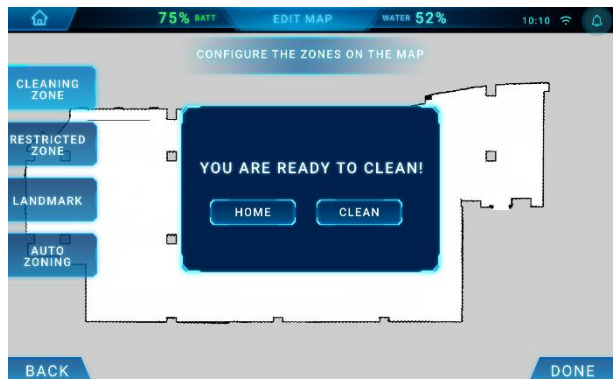 75% BATT EDIT MAP WATER 52% 10:10
CONFIGURE THE ZONES ON THE MAP
CLEANING
ZONE
RESTRICTED
ZONE
LANDMARK
AUTO
ZONING
YOU ARE READY TO CLEAN!
HOME CLEAN
BACK DONE